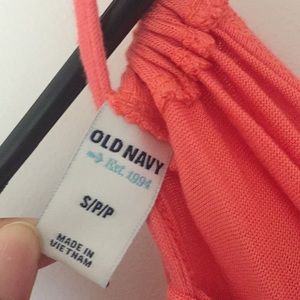 OLD NAVY
Est. 1994
S/P/P
MADE IN
VIETNAM